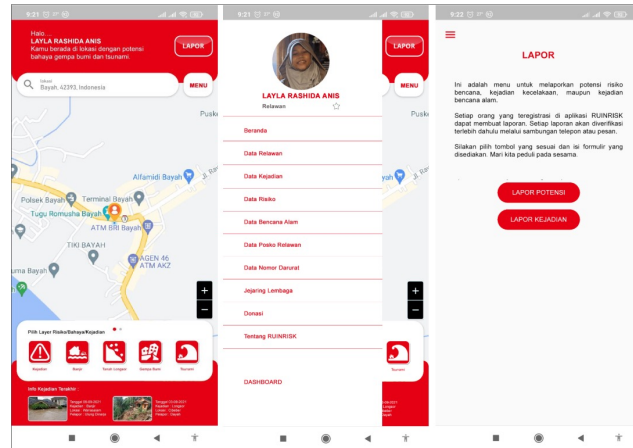 9:21
Halo ...
LAYLA RASHIDA ANIS
Kamu berada di lokasi dengan potensi
bahaya gempa bumi dan tsunami.
LAPOR
Lokasi
Bayah, 42393, Indonesia
MENU
Alfamidi Bayah
Polsek Bayah
Terminal Bayah
Tugu Romusha Bayah
ATM BRI Bayah
TIKI BAYAH
AGEN 46
ATM AKZ
uma Bayah
+
−
Pilih Layer Risiko/Bahaya/Kejadian
Kejadian
Banjir
Tanah Longsor
Gempa Bumi
Tsunami
Info Kejadian Terakhir :
9:21
LAYLA RASHIDA ANIS
Relawan
Beranda
Data Relawan
Data Kejadian
Data Risiko
Data Bencana Alam
Data Posko Relawan
Data Nomor Darurat
Jejaring Lembaga
Donasi
Tentang RUINRISK
DASHBOARD
LAPOR
MENU
Puske
yah
+
−
Tsunami
9:22
LAPOR
Ini adalah menu untuk melaporkan potensi risiko
bencana, kejadian kecelakaan, maupun kejadian
bencana alam.
Setiap orang yang teregistrasi di aplikasi RUINRISK
dapat membuat laporan. Setiap laporan akan diverifikasi
terlebih dahulu melalui sambungan telepon atau pesan.
Silakan pilih tombol yang sesuai dan isi formulir yang
disediakan. Mari kita peduli pada sesama.
LAPOR POTENSI
LAPOR KEJADIAN